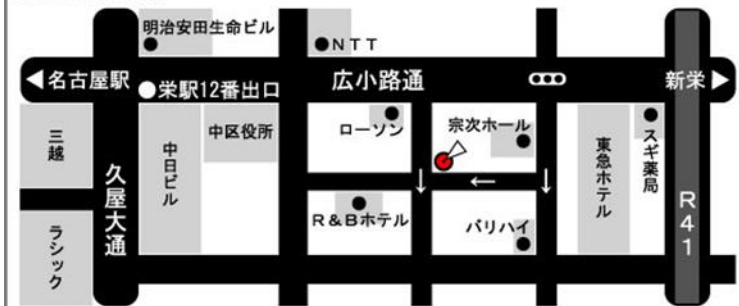 明治安田生命ビル
NTT
名古屋駅
栄駅12番出口
広小路通
新栄
三越
久屋大通
中日ビル
中区役所
ローソン
宗次ホール
東急ホテル
スギ薬局
R41
ラシック
R&Bホテル
バリハイ